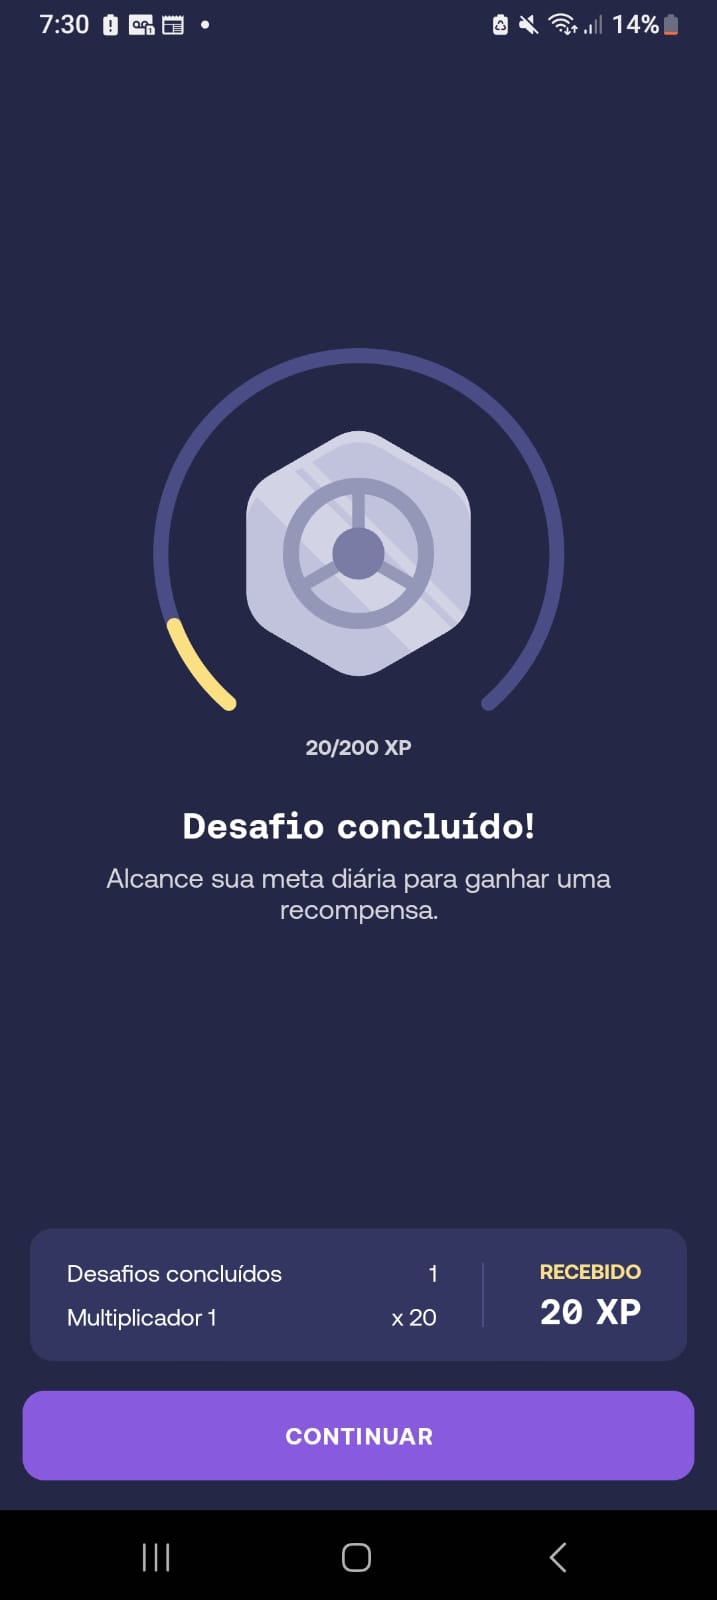 7:30
14%
20/200 XP
Desafio concluído!
Alcance sua meta diária para ganhar uma
recompensa.
Desafios concluídos 1
Multiplicador 1 x 20
RECEBIDO
20 XP
CONTINUAR